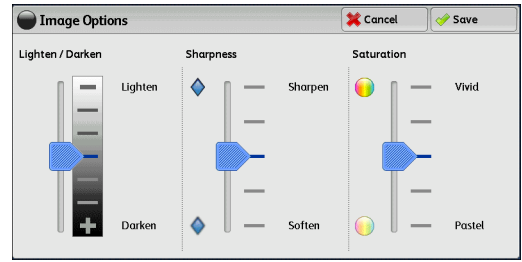 Image Options
Cancel
Save
Lighten / Darken
Sharpness
Saturation
Lighten
Sharpen
Vivid
Darken
Soften
Pastel